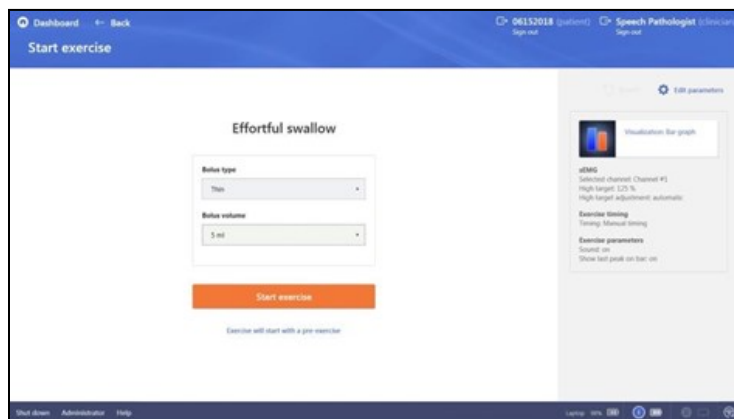 Dashboard ← Back
06152018 (patient)
Sign out
Speech Pathologist (clinician)
Sign out
Start exercise
Edit parameters
Effortful swallow
Bolus type
Thin
Bolus volume
5 ml
Start exercise
Exercise will start with a pre-exercise
Visualization: Bar graph
sEMG
Selected channel: Channel #1
High target: 125 %
High target adjustment: automatic
Exercise timing
Timing: Manual timing
Exercise parameters
Sound: on
Show last peak on bar: on
Shut down Administrator Help
Laptop